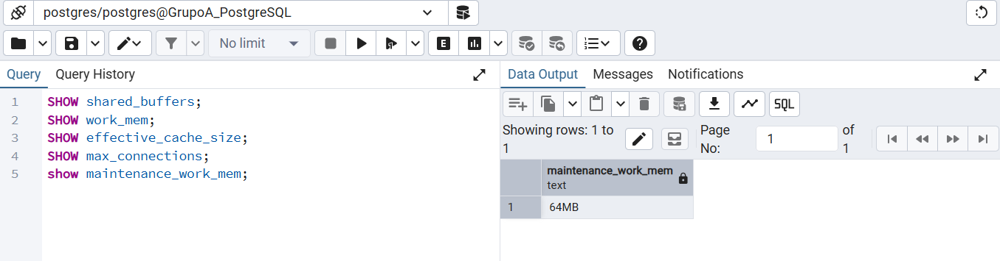 postgres/postgres@GrupoA_PostgreSQL
No limit
E
Query
Query History
1 SHOW shared_buffers;
2 SHOW work_mem;
3 SHOW effective_cache_size;
4 SHOW max_connections;
5 show maintenance_work_mem;
Data Output
Messages
Notifications
SQL
Showing rows: 1 to
1
Page
No:
1
of
1
maintenance_work_mem
text
1 64MB